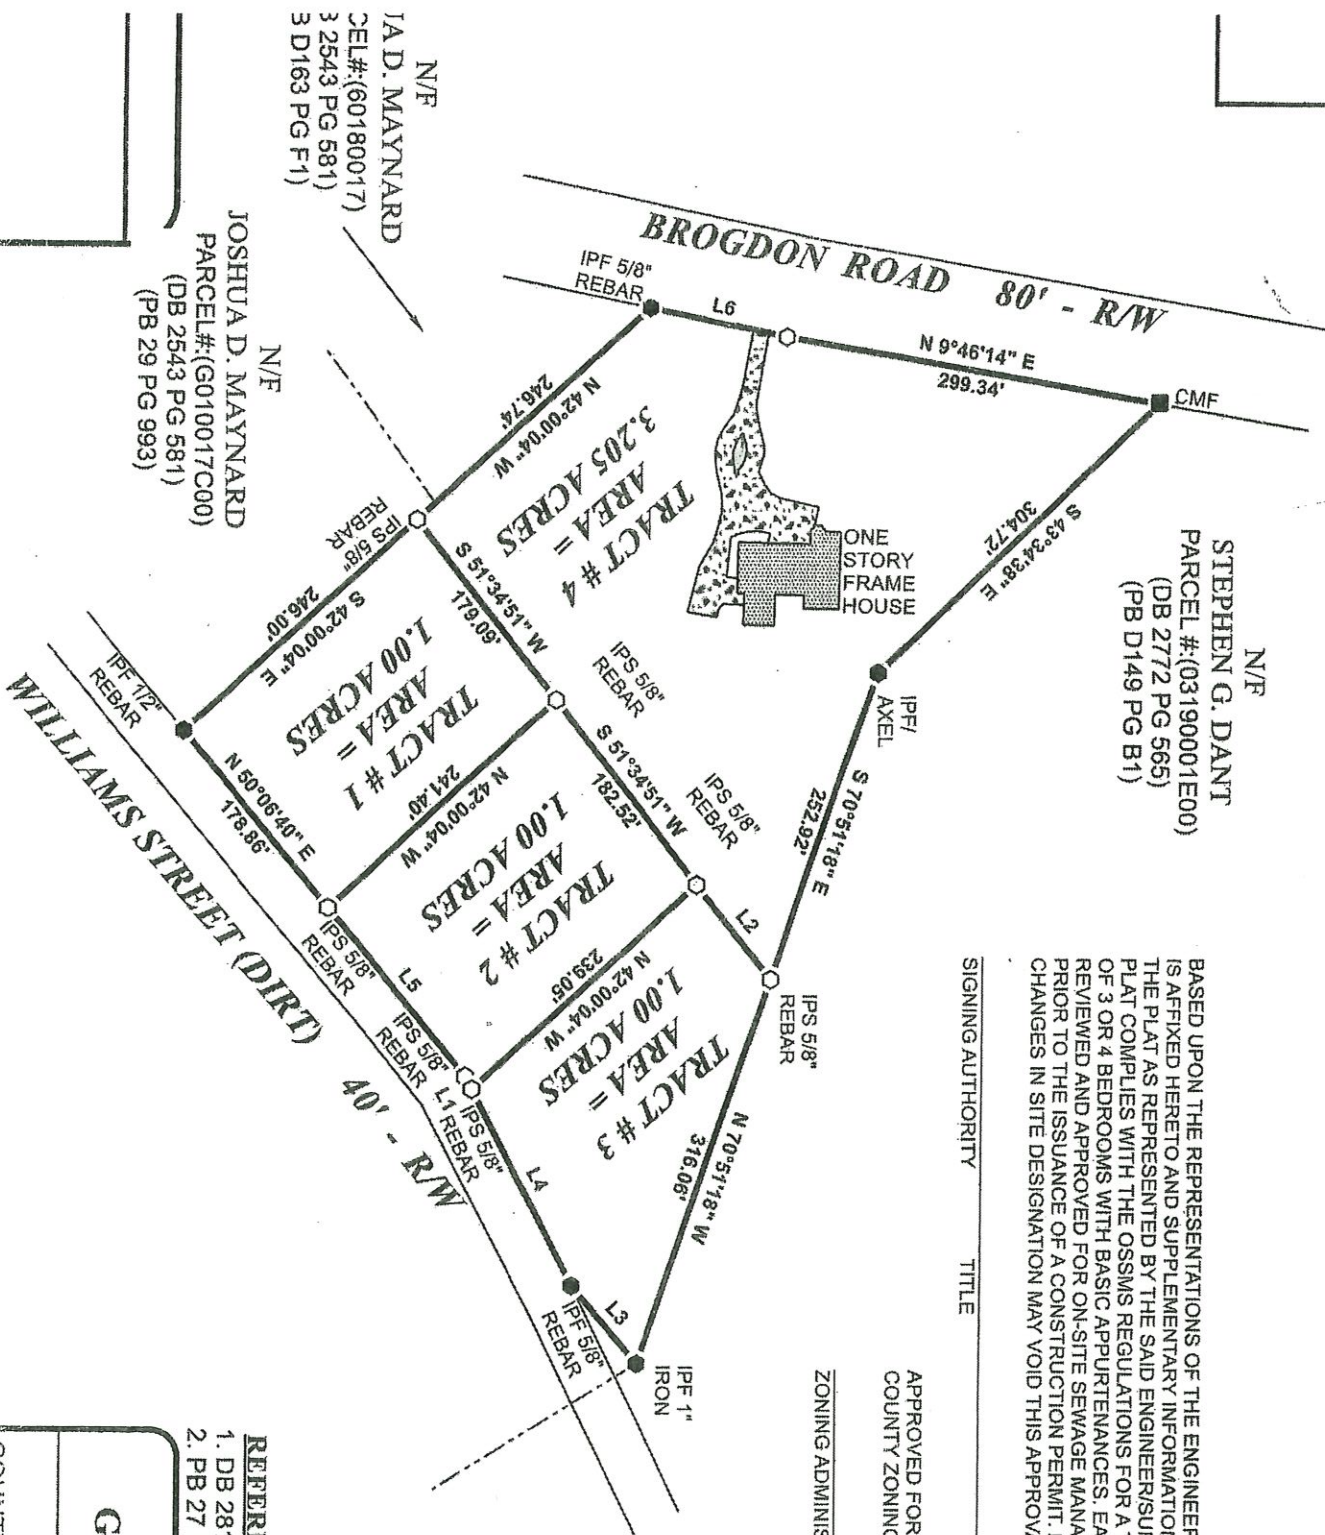 N/F
JA D. MAYNARD
CEL#:(60180017)
2543 PG 581)
D163 PG F1)
N/F
JOSHUA D. MAYNARD
PARCEL#:(G010017C00)
(DB 2543 PG 581)
(PB 29 PG 993)
BROGDON ROAD 80' - R/W
IPF 5/8"
REBAR
L6
N 9°46'14" E
299.34'
CMF
N/F
STEPHEN G. DANT
PARCEL #:(03190001E00)
(DB 2772 PG 565)
(PB D149 PG B1)
S 43°34'38" E
304.72'
IPF/
AXEL
S 70°51'18" E
252.92'
N 42°00'04" W
246.74'
TRACT # 4
AREA =
3.205 ACRES
ONE
STORY
FRAME
HOUSE
IPS 5/8"
REBAR
S 51°34'51" W
179.09'
IPS 5/8"
REBAR
S 51°34'51" W
182.52'
IPS 5/8"
REBAR
L2
IPS 5/8"
REBAR
S 42°00'04" E
246.00'
TRACT # 1
AREA =
1.00 ACRES
N 42°00'04" W
241.40'
TRACT # 2
AREA =
1.00 ACRES
N 42°00'04" W
239.05'
TRACT # 3
AREA =
1.00 ACRES
N 70°51'18" W
316.06'
IPF 1/2"
REBAR
N 50°06'40" E
178.86'
IPS 5/8"
REBAR
L5
IPS 5/8"
REBAR
L1
IPS 5/8"
REBAR
L4
IPF 5/8"
REBAR
L3
IPF 1"
IRON
WILLIAMS STREET (DIRT) 40' - R/W
BASED UPON THE REPRESENTATIONS OF THE ENGINEER
IS AFFIXED HERETO AND SUPPLEMENTARY INFORMATION
THE PLAT AS REPRESENTED BY THE SAID ENGINEER/SU
PLAT COMPLIES WITH THE OSSMS REGULATIONS FOR A
OF 3 OR 4 BEDROOMS WITH BASIC APPURTENANCES. EA
REVIEWED AND APPROVED FOR ON-SITE SEWAGE MANA
PRIOR TO THE ISSUANCE OF A CONSTRUCTION PERMIT.
CHANGES IN SITE DESIGNATION MAY VOID THIS APPROVA
SIGNING AUTHORITY TITLE
APPROVED FOR
COUNTY ZONING
ZONING ADMINIS
REFER
1. DB 28
2. PB 27
G